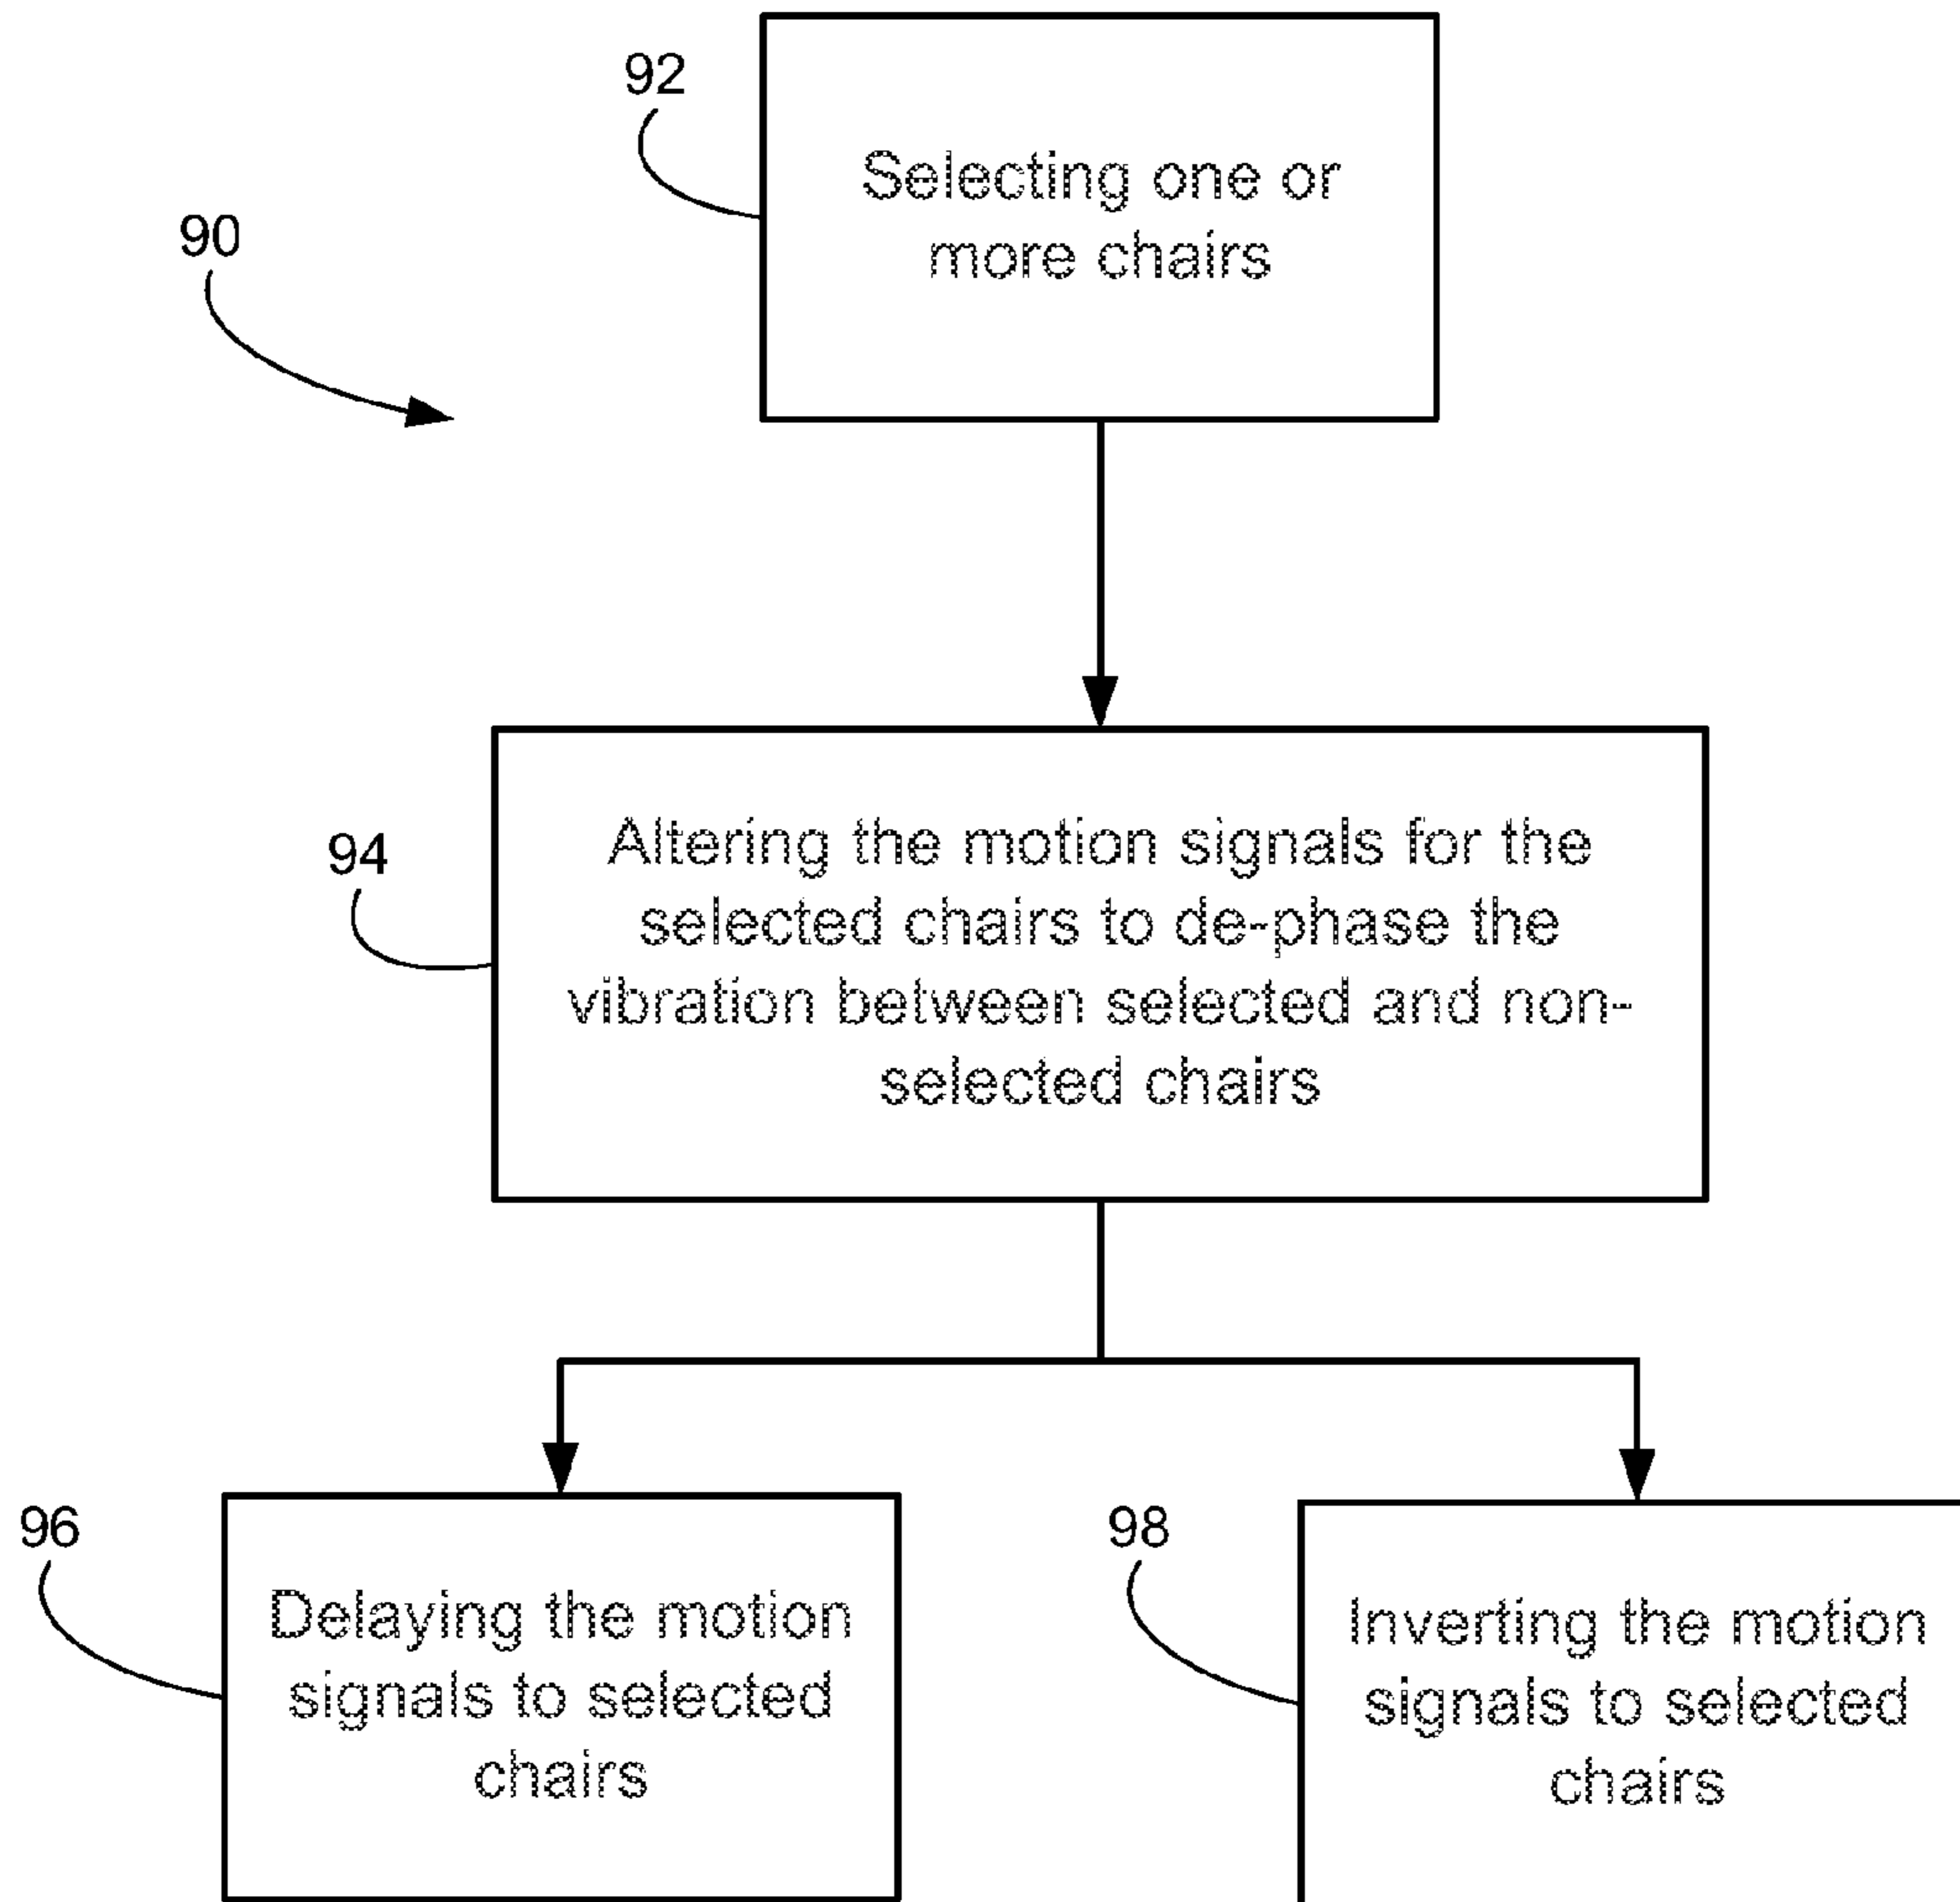 92
Selecting one or
more chairs
90
94
Altering the motion signals for the
selected chairs to de-phase the
vibration between selected and non-
selected chairs
96
Delaying the motion
signals to selected
chairs
98
Inverting the motion
signals to selected
chairs